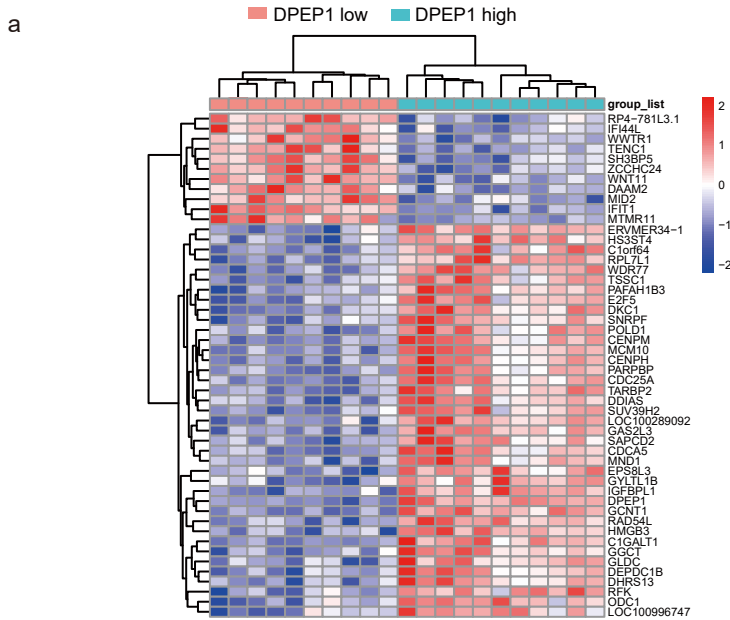 a
DPEP1 low DPEP1 high
group_list
RP4-781L3.1
IFI44L
WWTR1
TENC1
SH3BP5
ZCCHC24
WNT11
DAAM2
MID2
IFIT1
MTMR11
ERVMER34-1
HS3ST4
C1orf64
RPL7L1
WDR77
TSSC1
PAFAH1B3
E2F5
DKC1
SNRPF
POLD1
CENPM
MCM10
CENPH
PARPBP
CDC25A
TARBP2
DDIAS
SUV39H2
LOC100289092
GAS2L3
SAPCD2
CDCA5
MND1
EPS8L3
GYLTL1B
IGFBPL1
DPEP1
GCNT1
RAD54L
HMGB3
C1GALT1
GGCT
GLDC
DEPDC1B
DHRS13
RFK
ODC1
LOC100996747
2
1
0
−1
−2